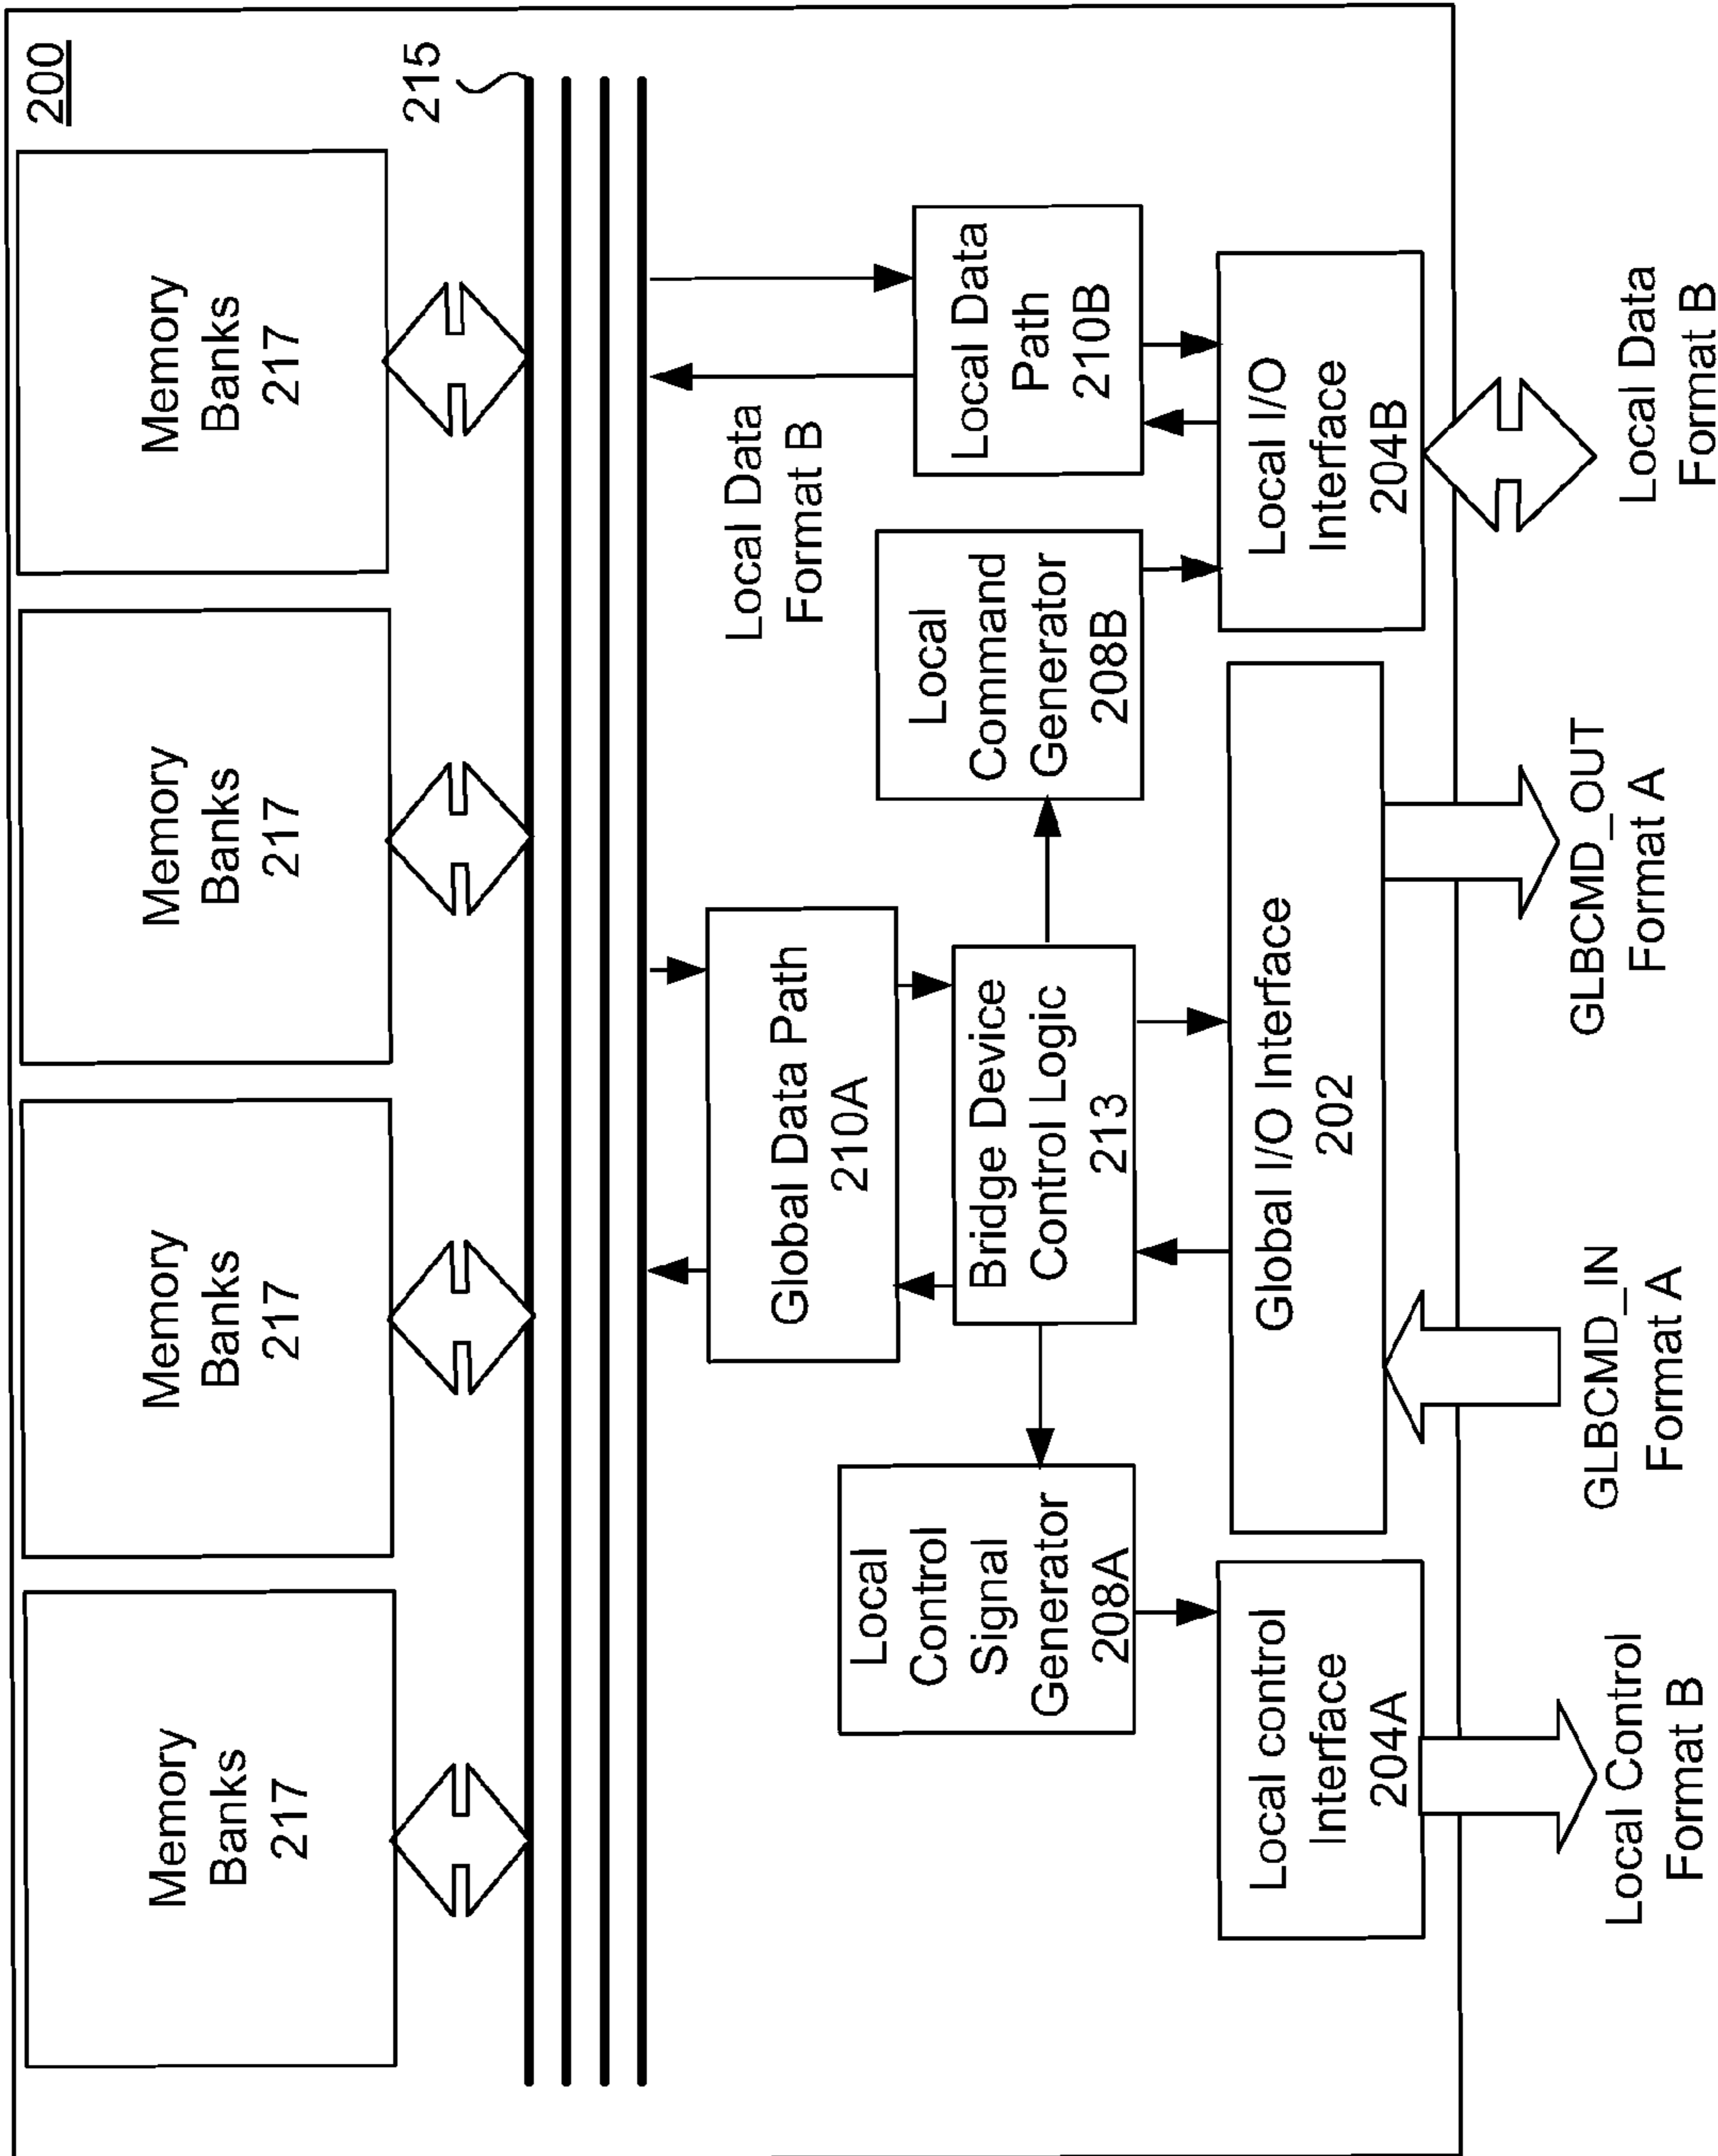 200
Memory
Banks
217
Memory
Banks
217
Memory
Banks
217
Memory
Banks
217
215
Global Data Path
210A
Local Data
Format B
Local
Control
Signal
Generator
208A
Bridge Device
Control Logic
213
Local
Command
Generator
208B
Local Data
Path
210B
Local control
Interface
204A
Global I/O Interface
202
Local I/O
Interface
204B
Local Control
Format B
GLBCMD_IN
Format A
GLBCMD_OUT
Format A
Local Data
Format B